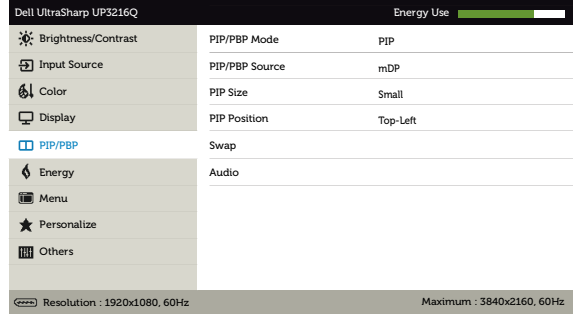 Dell UltraSharp UP3216Q Energy Use
Brightness/Contrast PIP/PBP Mode PIP
Input Source PIP/PBP Source mDP
Color PIP Size Small
Display PIP Position Top-Left
PIP/PBP Swap
Energy Audio
Menu
Personalize
Others
Resolution : 1920x1080, 60Hz Maximum : 3840x2160, 60Hz